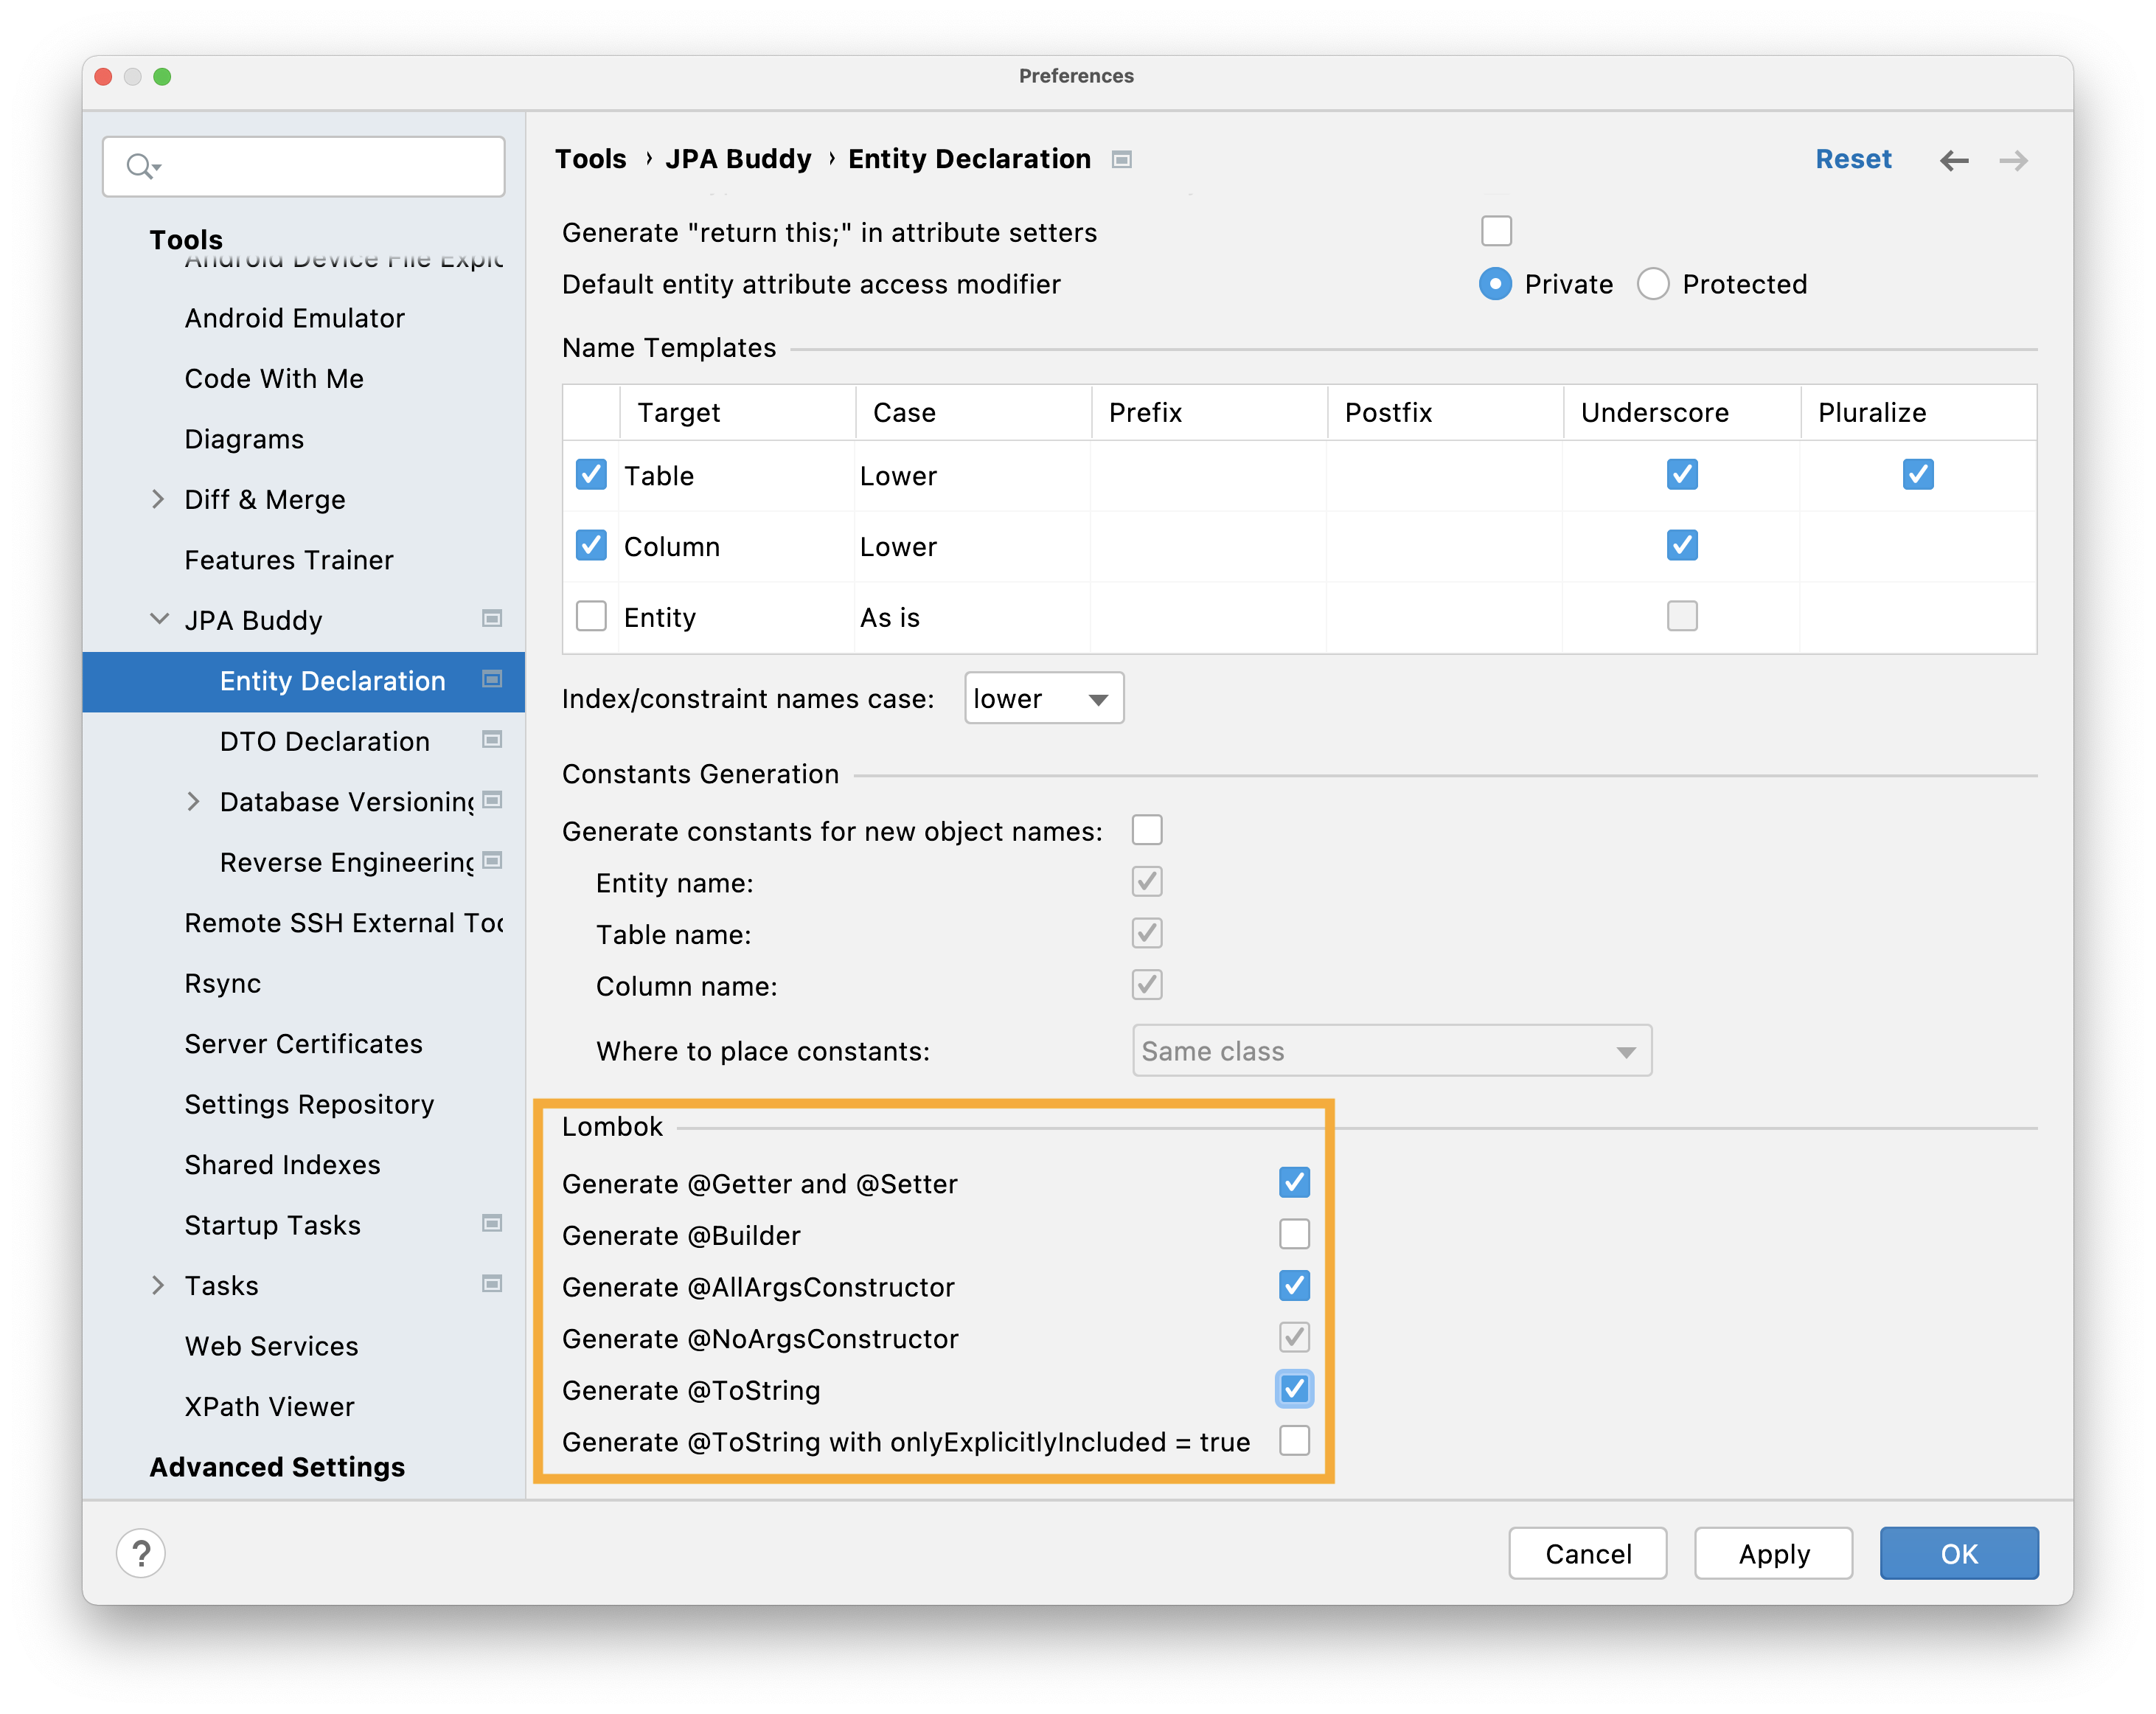 Preferences
Tools
Android Emulator
Code With Me
Diagrams
Diff & Merge
Features Trainer
JPA Buddy
Entity Declaration
DTO Declaration
Database Versioning
Reverse Engineering
Remote SSH External
Rsync
Server Certificates
Settings Repository
Shared Indexes
Startup Tasks
Tasks
Web Services
XPath Viewer
Advanced Settings
Tools › JPA Buddy › Entity Declaration
Reset
Generate "return this;" in attribute setters
Default entity attribute access modifier Private Protected
Name Templates
Target Case Prefix Postfix Underscore Pluralize
Table Lower
Column Lower
Entity As is
Index/constraint names case: lower
Constants Generation
Generate constants for new object names:
Entity name:
Table name:
Column name:
Where to place constants: Same class
Lombok
Generate @Getter and @Setter
Generate @Builder
Generate @AllArgsConstructor
Generate @NoArgsConstructor
Generate @ToString
Generate @ToString with onlyExplicitlyIncluded = true
?
Cancel Apply OK